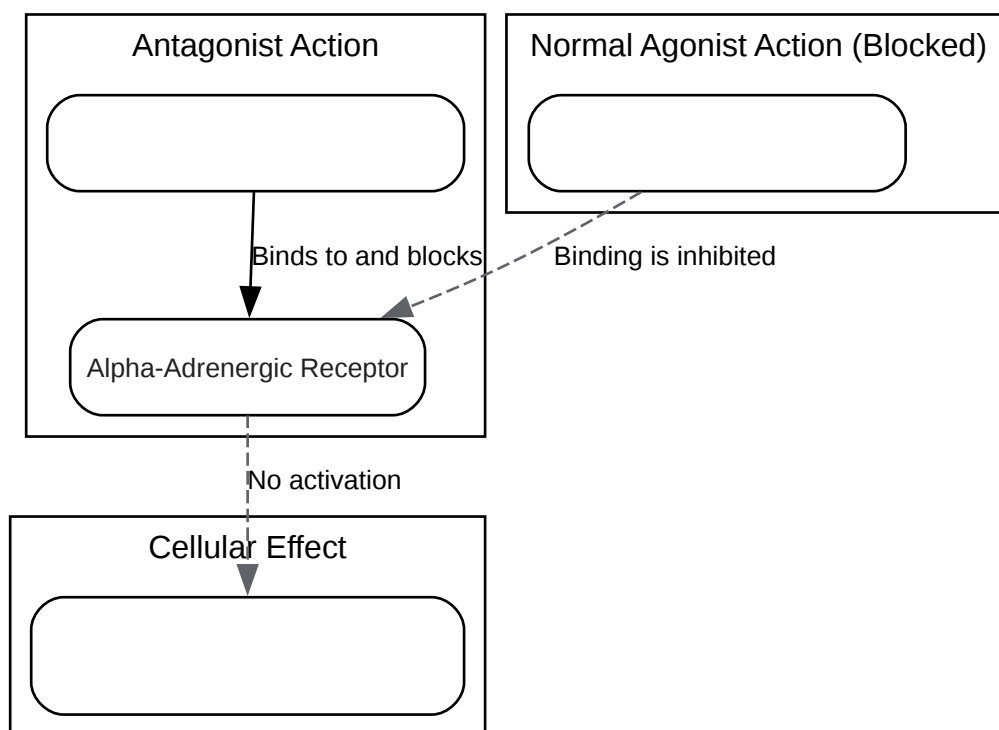 Antagonist Action
Normal Agonist Action (Blocked)
Binds to and blocks
Binding is inhibited
Alpha-Adrenergic Receptor
No activation
Cellular Effect